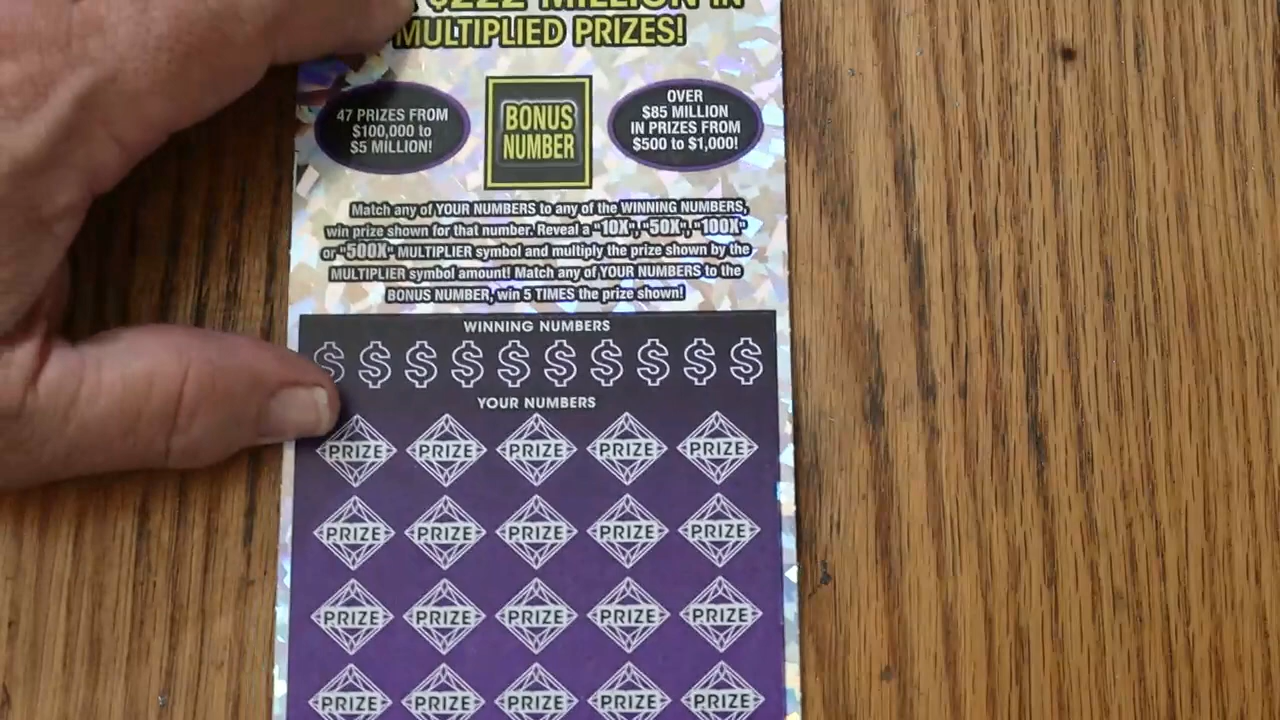 $222 MILLION IN
MULTIPLIED PRIZES!
47 PRIZES FROM
$100,000 to
$5 MILLION!
BONUS
NUMBER
OVER
$85 MILLION
IN PRIZES FROM
$500 to $1,000!
Match any of YOUR NUMBERS to any of the WINNING NUMBERS,
win prize shown for that number. Reveal a "10X", "50X", "100X"
or "500X" MULTIPLIER symbol and multiply the prize shown by the
MULTIPLIER symbol amount! Match any of YOUR NUMBERS to the
BONUS NUMBER, win 5 TIMES the prize shown!
WINNING NUMBERS
$ $ $ $ $ $ $ $ $ $
YOUR NUMBERS
PRIZE PRIZE PRIZE PRIZE PRIZE
PRIZE PRIZE PRIZE PRIZE PRIZE
PRIZE PRIZE PRIZE PRIZE PRIZE
PRIZE PRIZE PRIZE PRIZE PRIZE